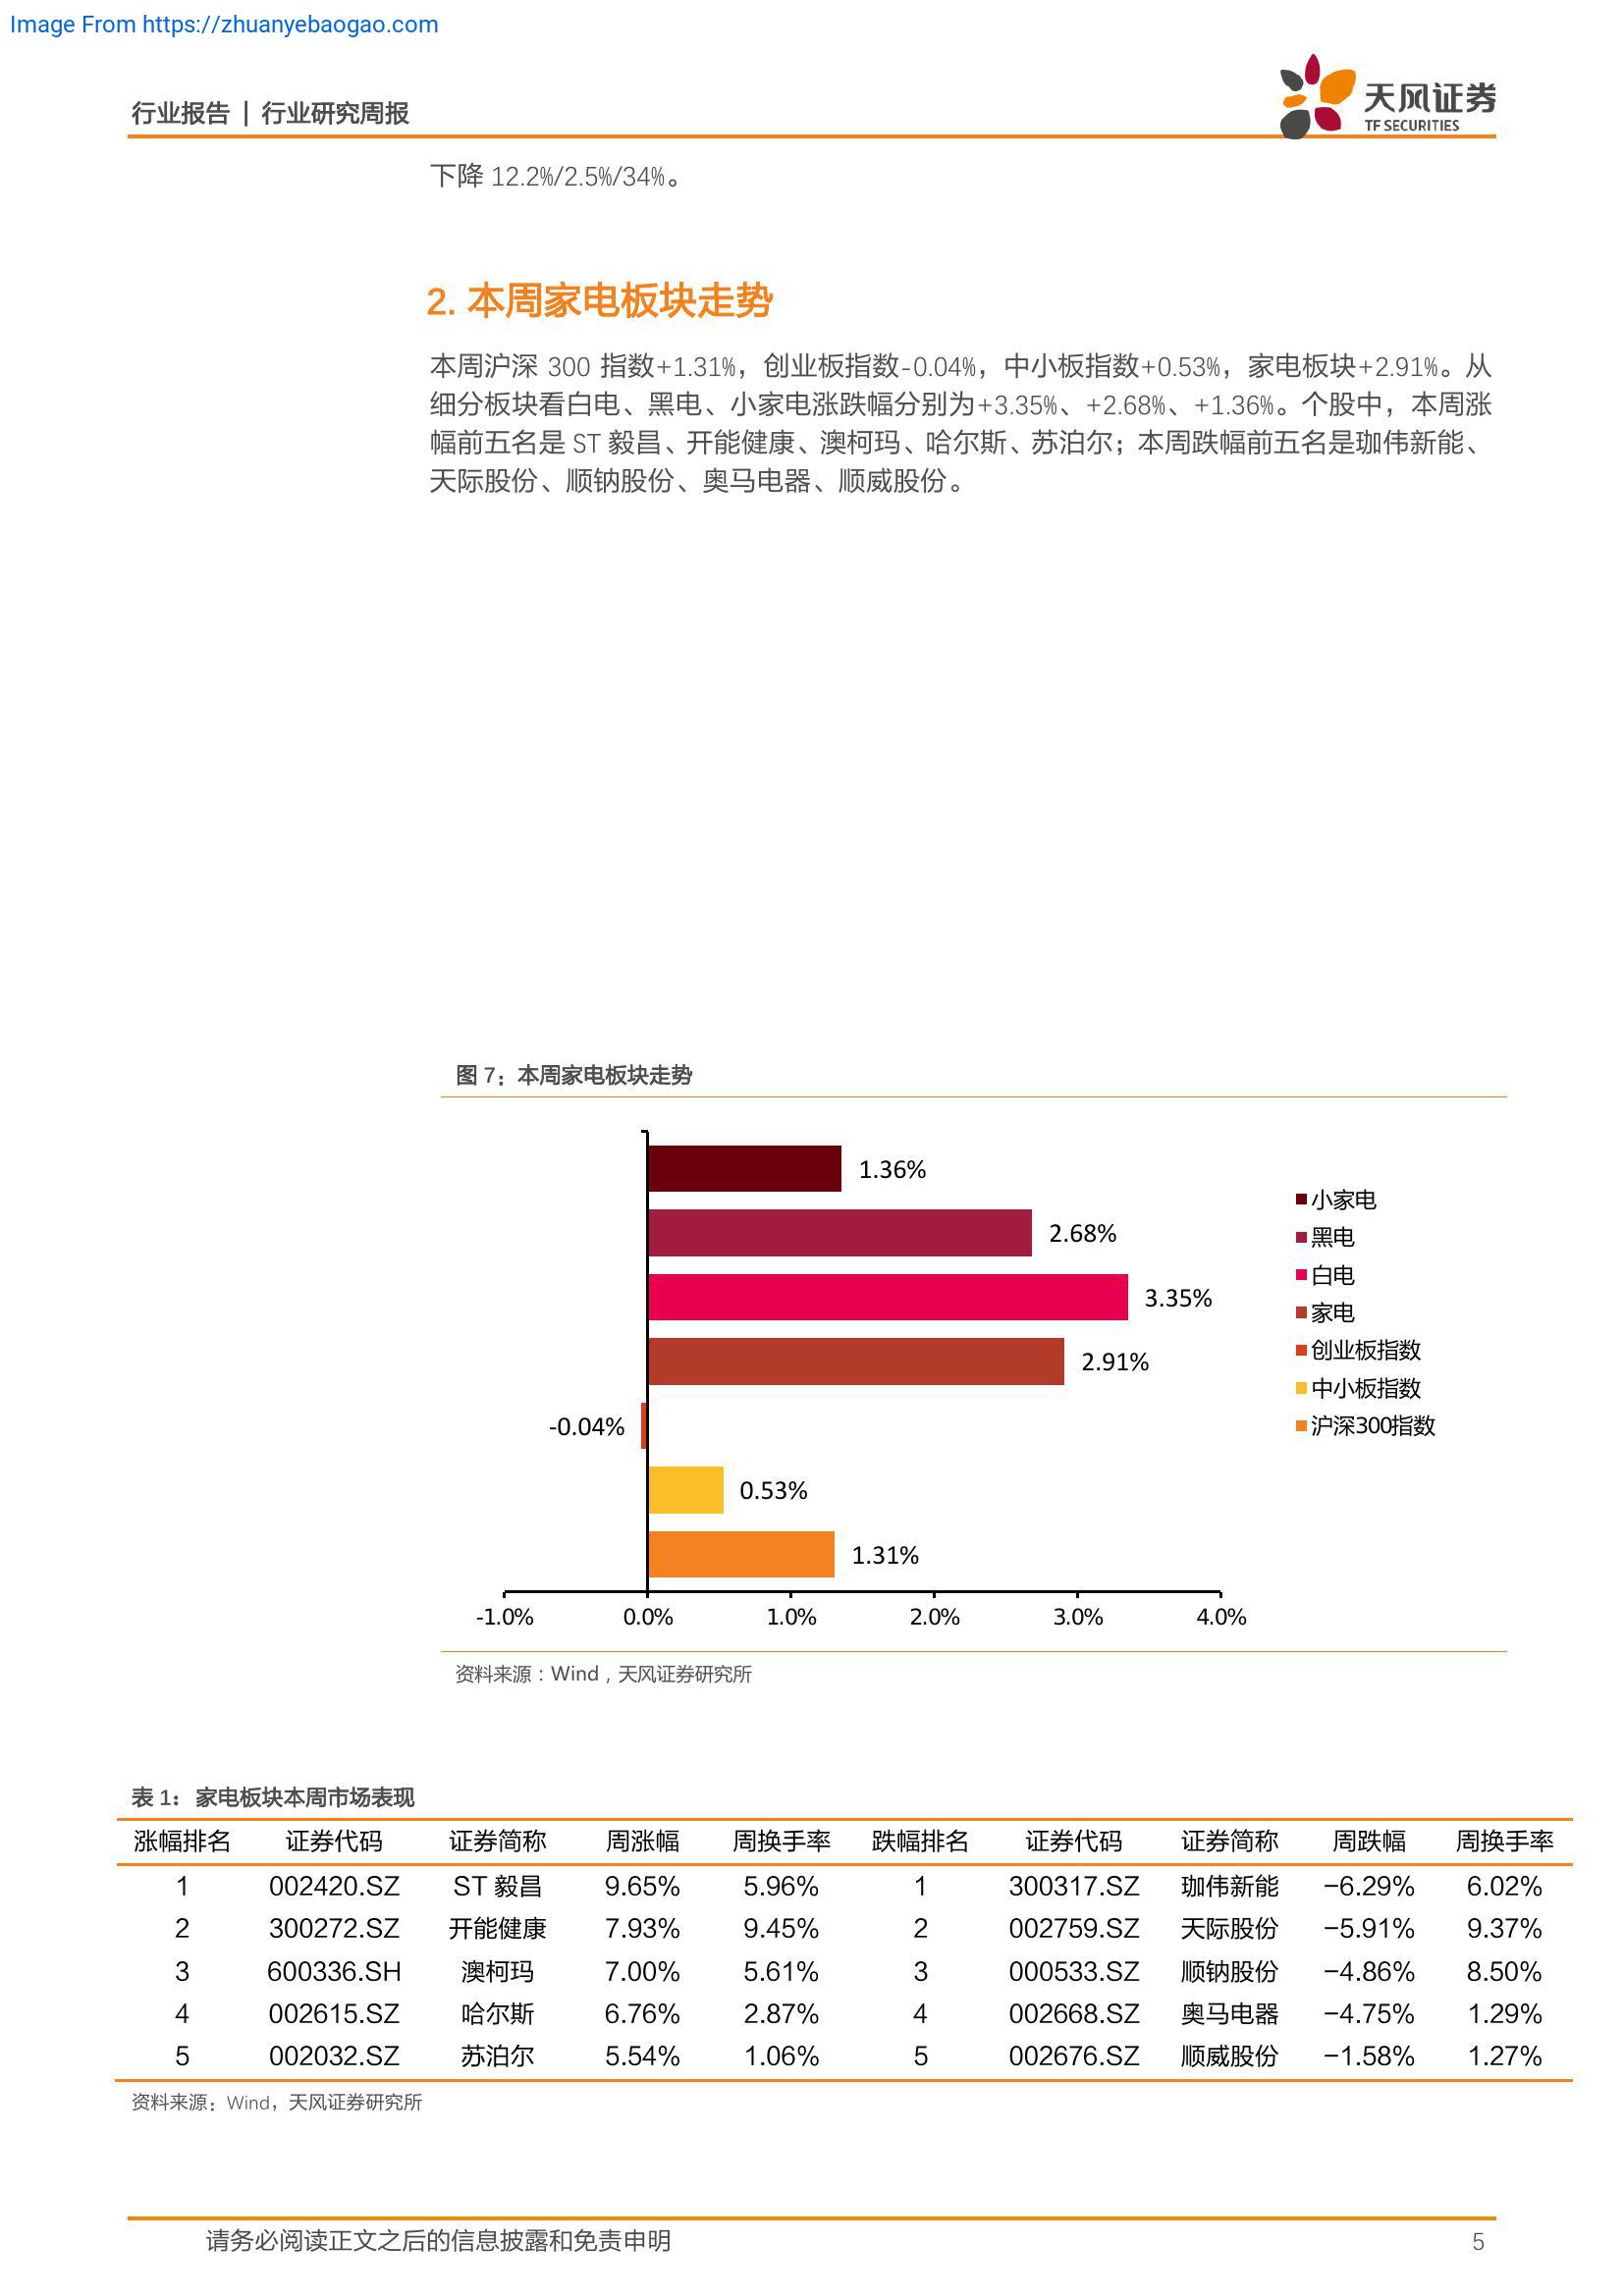 Image From https://zhuanyebaogao.com
行业报告 | 行业研究周报
天风证券
TF SECURITIES
下降 12.2%/2.5%/34%。
2. 本周家电板块走势
本周沪深 300 指数+1.31%，创业板指数-0.04%，中小板指数+0.53%，家电板块+2.91%。从
细分板块看白电、黑电、小家电涨跌幅分别为+3.35%、+2.68%、+1.36%。个股中，本周涨
幅前五名是 ST 毅昌、开能健康、澳柯玛、哈尔斯、苏泊尔；本周跌幅前五名是珈伟新能、
天际股份、顺钠股份、奥马电器、顺威股份。
图 7：本周家电板块走势
1.36%
2.68%
3.35%
2.91%
-0.04%
0.53%
1.31%
-1.0% 0.0% 1.0% 2.0% 3.0% 4.0%
小家电
黑电
白电
家电
创业板指数
中小板指数
沪深300指数
资料来源：Wind，天风证券研究所
表 1：家电板块本周市场表现
涨幅排名 证券代码 证券简称 周涨幅 周换手率 跌幅排名 证券代码 证券简称 周跌幅 周换手率
1 002420.SZ ST 毅昌 9.65% 5.96% 1 300317.SZ 珈伟新能 -6.29% 6.02%
2 300272.SZ 开能健康 7.93% 9.45% 2 002759.SZ 天际股份 -5.91% 9.37%
3 600336.SH 澳柯玛 7.00% 5.61% 3 000533.SZ 顺钠股份 -4.86% 8.50%
4 002615.SZ 哈尔斯 6.76% 2.87% 4 002668.SZ 奥马电器 -4.75% 1.29%
5 002032.SZ 苏泊尔 5.54% 1.06% 5 002676.SZ 顺威股份 -1.58% 1.27%
资料来源：Wind，天风证券研究所
请务必阅读正文之后的信息披露和免责申明 5